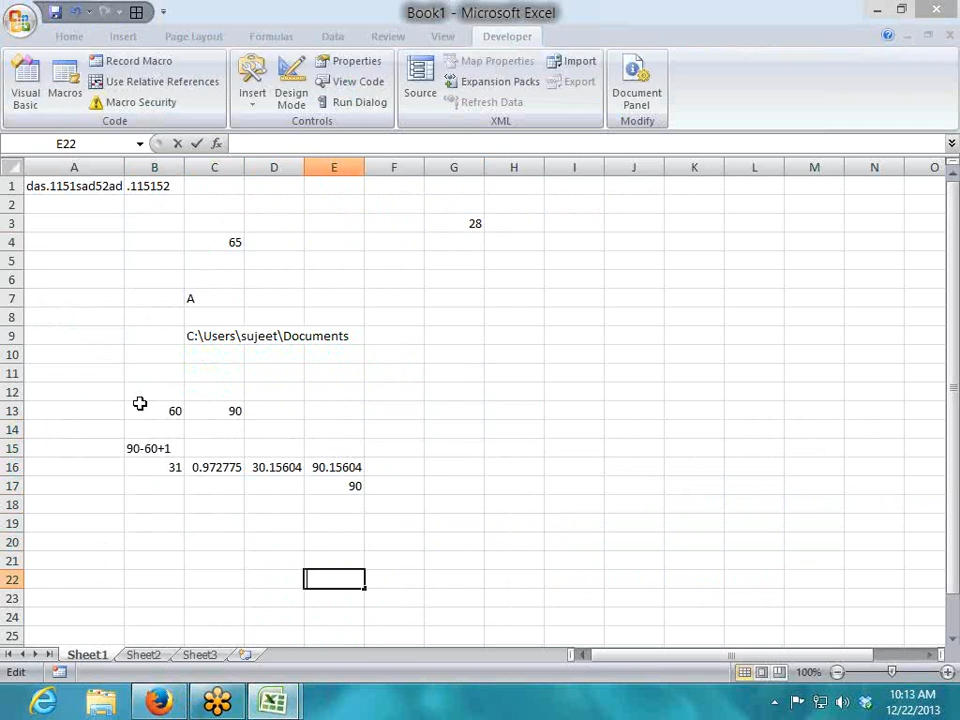 Book1 - Microsoft Excel
Home Insert Page Layout Formulas Data Review View Developer
Visual Basic
Macros
Record Macro
Use Relative References
Macro Security
Code
Insert
Design Mode
Properties
View Code
Run Dialog
Controls
Source
Map Properties
Expansion Packs
Refresh Data
Import
Export
XML
Document Panel
Modify
E22
A B C D E F G H I J K L M N O
1 das.1151sad52ad .115152
2
3 28
4 65
5
6
7 A
8
9 C:\Users\sujeet\Documents
10
11
12
13 60 90
14
15 90-60+1
16 31 0.972775 30.15604 90.15604
17 90
18
19
20
21
22
23
24
25
Sheet1 Sheet2 Sheet3
Edit 100%
10:13 AM
12/22/2013